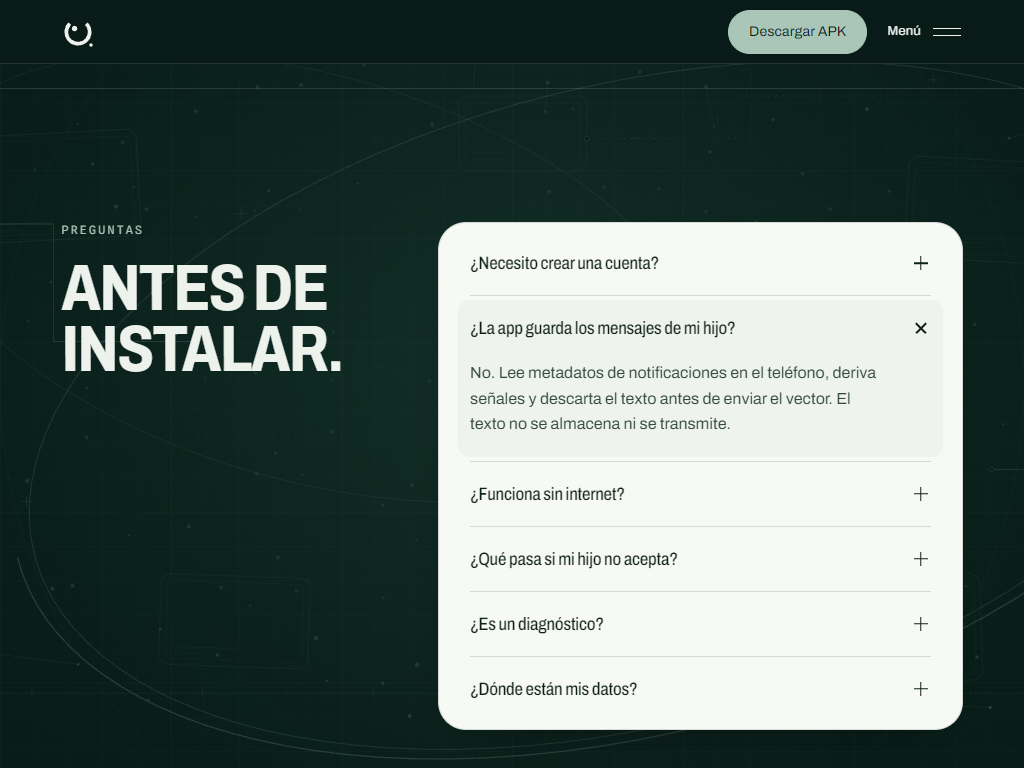 Descargar APK
Menú
PREGUNTAS
ANTES DE
INSTALAR.
¿Necesito crear una cuenta?
¿La app guarda los mensajes de mi hijo?
No. Lee metadatos de notificaciones en el teléfono, deriva
señales y descarta el texto antes de enviar el vector. El
texto no se almacena ni se transmite.
¿Funciona sin internet?
¿Qué pasa si mi hijo no acepta?
¿Es un diagnóstico?
¿Dónde están mis datos?